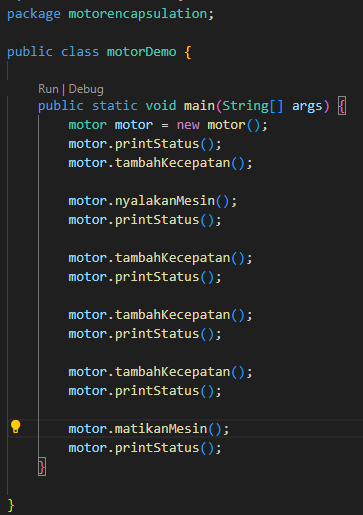 package motorencapsulation;
public class motorDemo {
Run | Debug
public static void main(String[] args) {
motor motor = new motor();
motor.printStatus();
motor.tambahKecepatan();
motor.nyalakanMesin();
motor.printStatus();
motor.tambahKecepatan();
motor.printStatus();
motor.tambahKecepatan();
motor.printStatus();
motor.tambahKecepatan();
motor.printStatus();
motor.matikanMesin();
motor.printStatus();
}
}